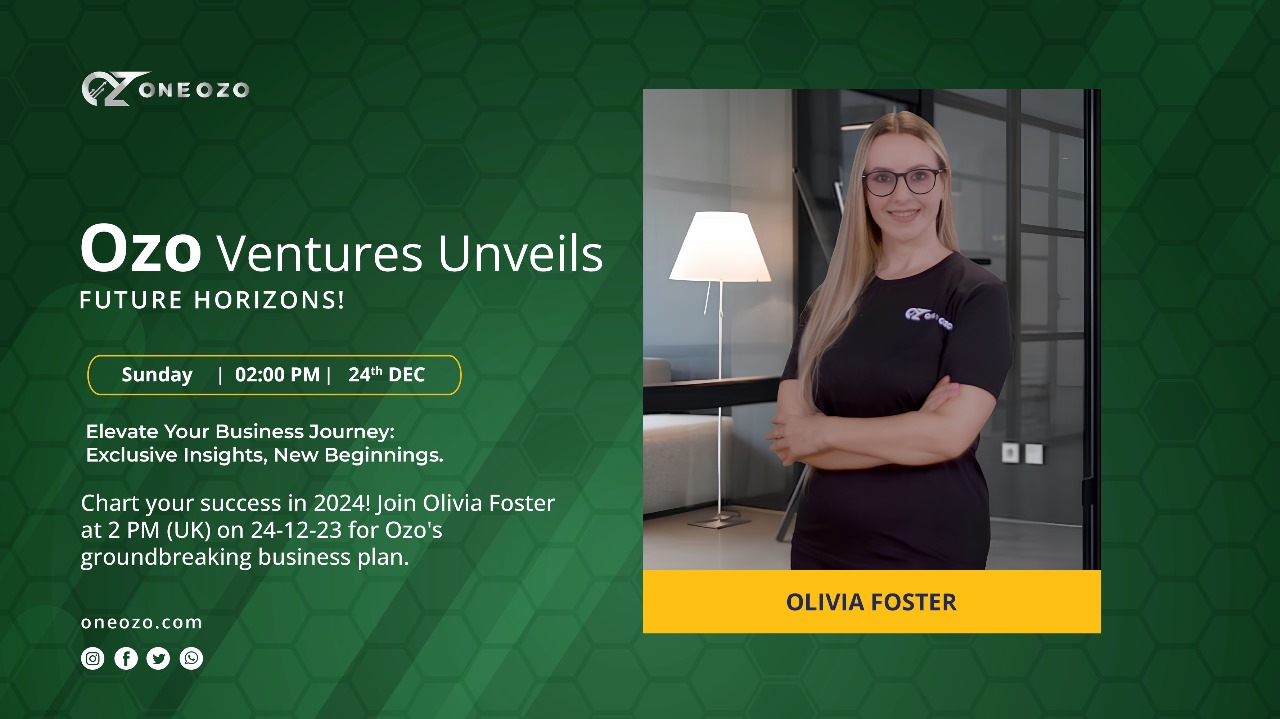 ONEOZO
Ozo Ventures Unveils
FUTURE HORIZONS!
Sunday | 02:00 PM | 24th DEC
Elevate Your Business Journey:
Exclusive Insights, New Beginnings.
Chart your success in 2024! Join Olivia Foster
at 2 PM (UK) on 24-12-23 for Ozo's
groundbreaking business plan.
oneozo.com
OLIVIA FOSTER